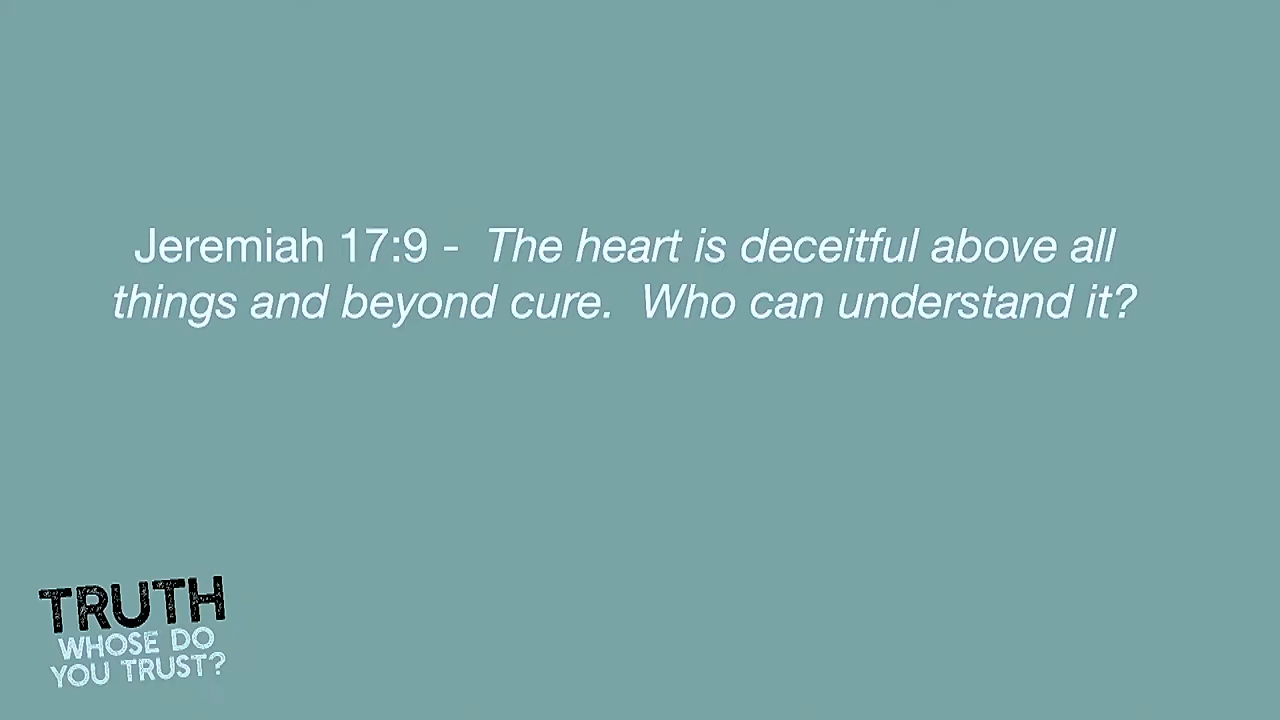 Jeremiah 17:9 -  The heart is deceitful above all
things and beyond cure.  Who can understand it?
TRUTH
WHOSE DO
YOU TRUST?